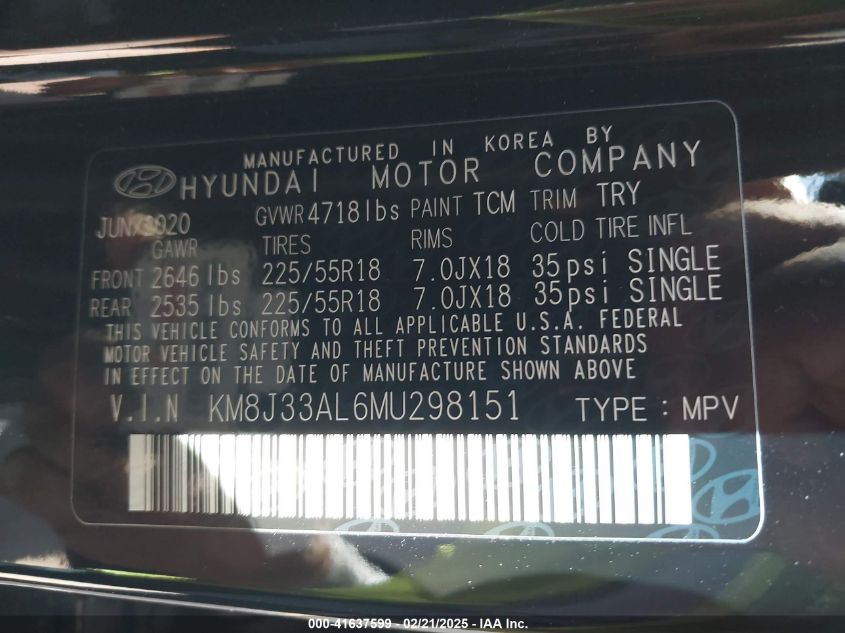 MANUFACTURED IN KOREA BY
HYUNDAI MOTOR COMPANY
GVWR 4718lbs PAINT TCM TRIM TRY
GAWR TIRES RIMS COLD TIRE INFL
FRONT 2646 lbs 225/55R18 7.0JX18 35psi SINGLE
REAR 2535 lbs 225/55R18 7.0JX18 35psi SINGLE
THIS VEHICLE CONFORMS TO ALL APPLICABLE U.S.A. FEDERAL
MOTOR VEHICLE SAFETY AND THEFT PREVENTION STANDARDS
IN EFFECT ON THE DATE OF MANUFACTURE SHOWN ABOVE
V.I.N KM8J33AL6MU298151 TYPE : MPV
000-41637599 - 02/21/2025 - IAA Inc.